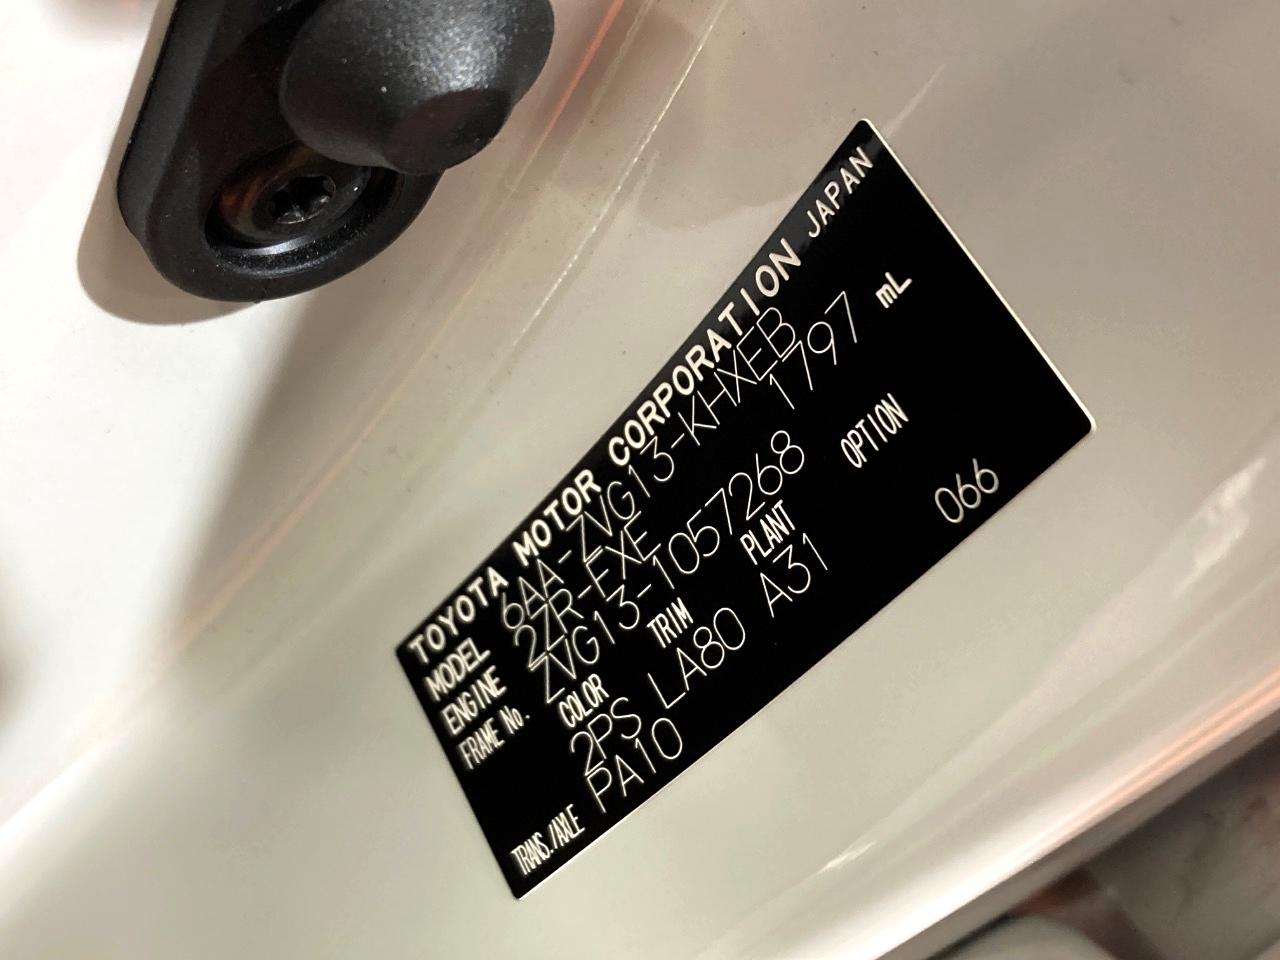 TOYOTA MOTOR CORPORATION JAPAN
MODEL 6AA-ZVG13-KHXEB
ENGINE 2ZR-FXE 1797 mL
FRAME No. ZVG13-1057268
COLOR TRIM PLANT OPTION
2PS LA80 A31 066
TRANS./AXLE PA10